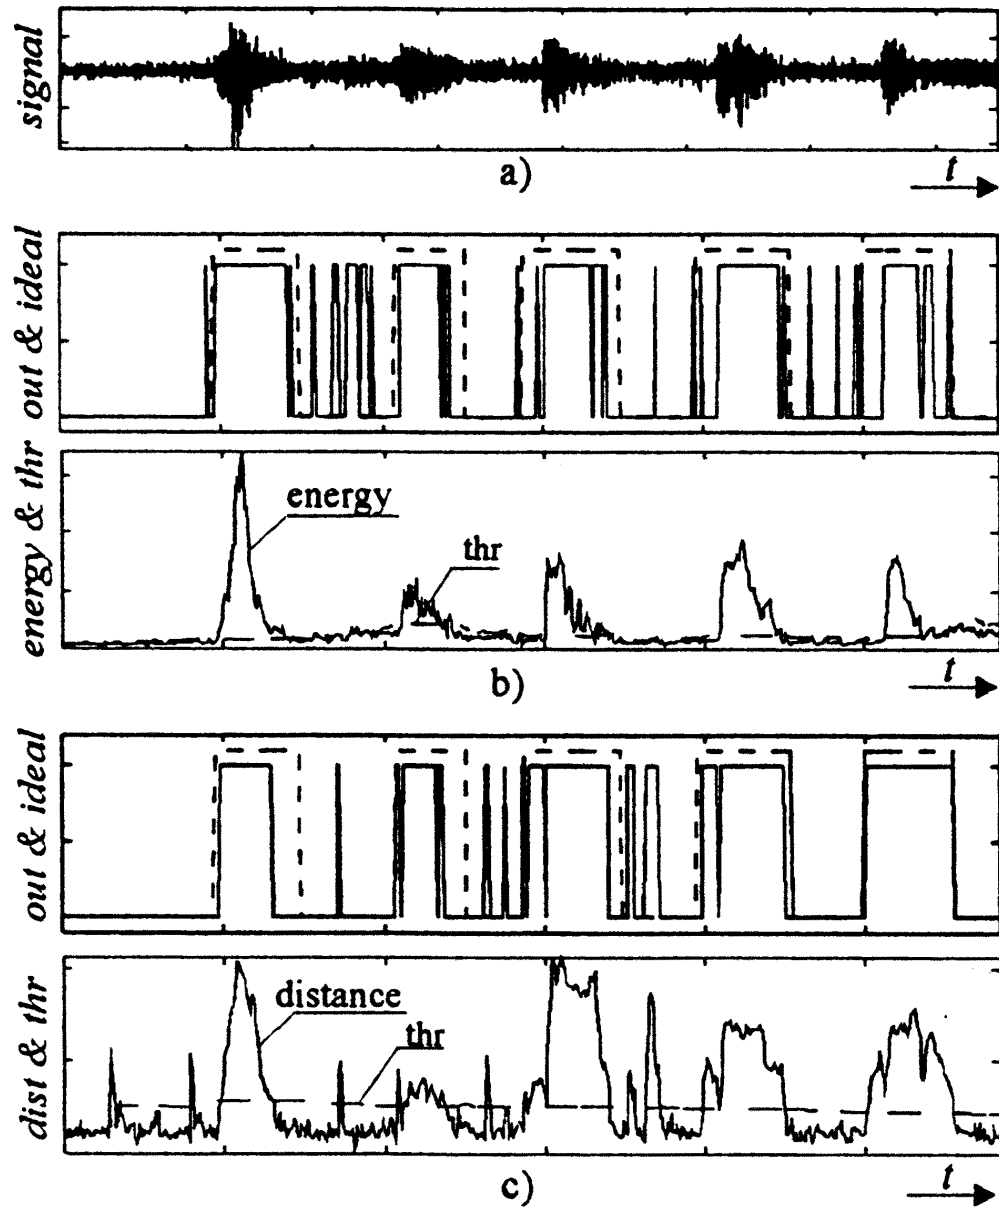 signal
a)
t
out & ideal
energy & thr
energy
thr
b)
t
out & ideal
dist & thr
distance
thr
c)
t